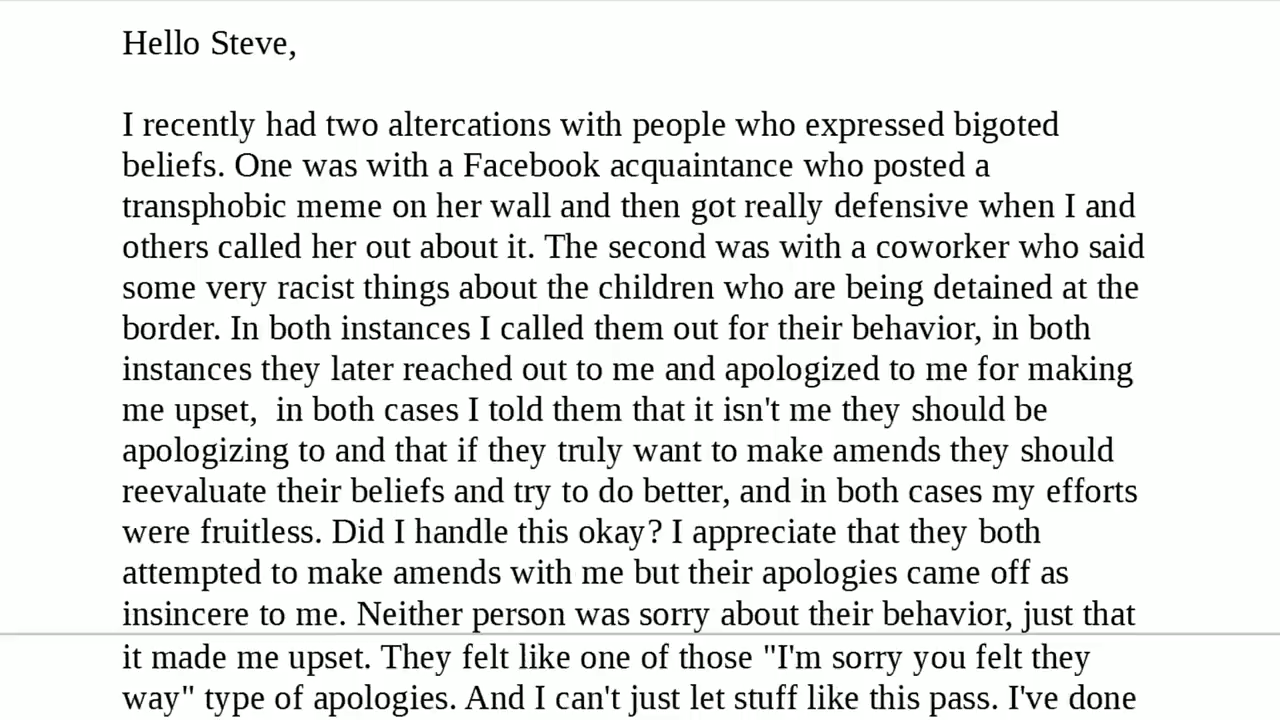 Hello Steve,
I recently had two altercations with people who expressed bigoted
beliefs. One was with a Facebook acquaintance who posted a
transphobic meme on her wall and then got really defensive when I and
others called her out about it. The second was with a coworker who said
some very racist things about the children who are being detained at the
border. In both instances I called them out for their behavior, in both
instances they later reached out to me and apologized to me for making
me upset,  in both cases I told them that it isn't me they should be
apologizing to and that if they truly want to make amends they should
reevaluate their beliefs and try to do better, and in both cases my efforts
were fruitless. Did I handle this okay? I appreciate that they both
attempted to make amends with me but their apologies came off as
insincere to me. Neither person was sorry about their behavior, just that
it made me upset. They felt like one of those "I'm sorry you felt they
way" type of apologies. And I can't just let stuff like this pass. I've done